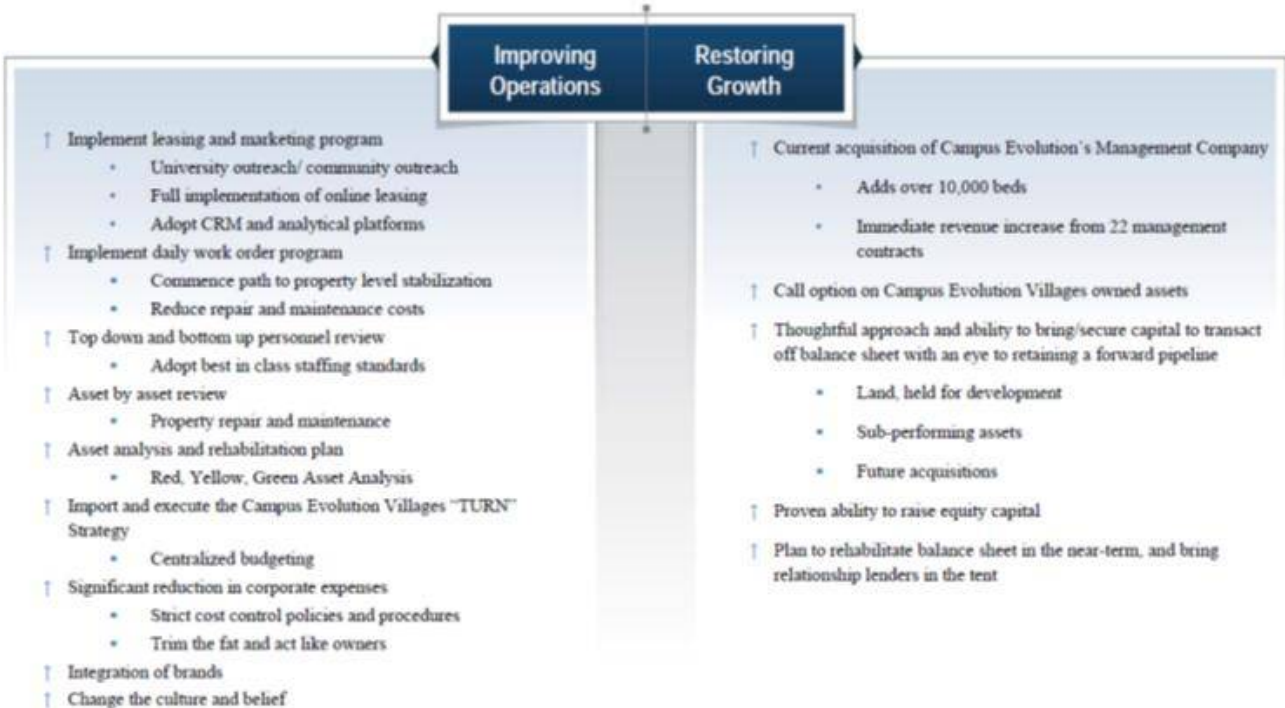 Improving
Operations
Restoring
Growth
↑ Implement leasing and marketing program
• University outreach/ community outreach
• Full implementation of online leasing
• Adopt CRM and analytical platforms
↑ Implement daily work order program
• Commence path to property level stabilization
• Reduce repair and maintenance costs
↑ Top down and bottom up personnel review
• Adopt best in class staffing standards
↑ Asset by asset review
• Property repair and maintenance
↑ Asset analysis and rehabilitation plan
• Red, Yellow, Green Asset Analysis
↑ Import and execute the Campus Evolution Villages “TURN”
Strategy
• Centralized budgeting
↑ Significant reduction in corporate expenses
• Strict cost control policies and procedures
• Trim the fat and act like owners
↑ Integration of brands
↑ Change the culture and belief
↑ Current acquisition of Campus Evolution’s Management Company
• Adds over 10,000 beds
• Immediate revenue increase from 22 management
contracts
↑ Call option on Campus Evolution Villages owned assets
↑ Thoughtful approach and ability to bring/secure capital to transact
off balance sheet with an eye to retaining a forward pipeline
• Land, held for development
• Sub-performing assets
• Future acquisitions
↑ Proven ability to raise equity capital
↑ Plan to rehabilitate balance sheet in the near-term, and bring
relationship lenders in the tent